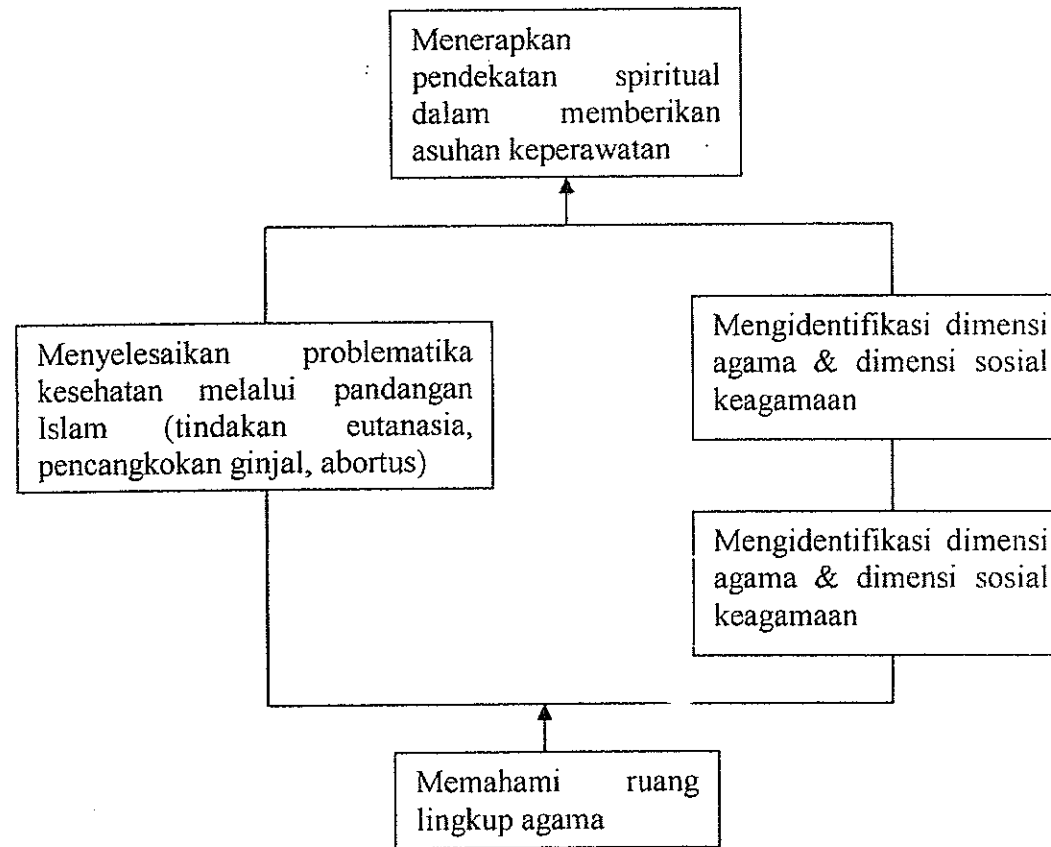 Menerapkan
pendekatan spiritual
dalam memberikan
asuhan keperawatan
Menyelesaikan problematika
kesehatan melalui pandangan
Islam (tindakan eutanasia,
pencangkokan ginjal, abortus)
Mengidentifikasi dimensi
agama & dimensi sosial
keagamaan
Mengidentifikasi dimensi
agama & dimensi sosial
keagamaan
Memahami ruang
lingkup agama